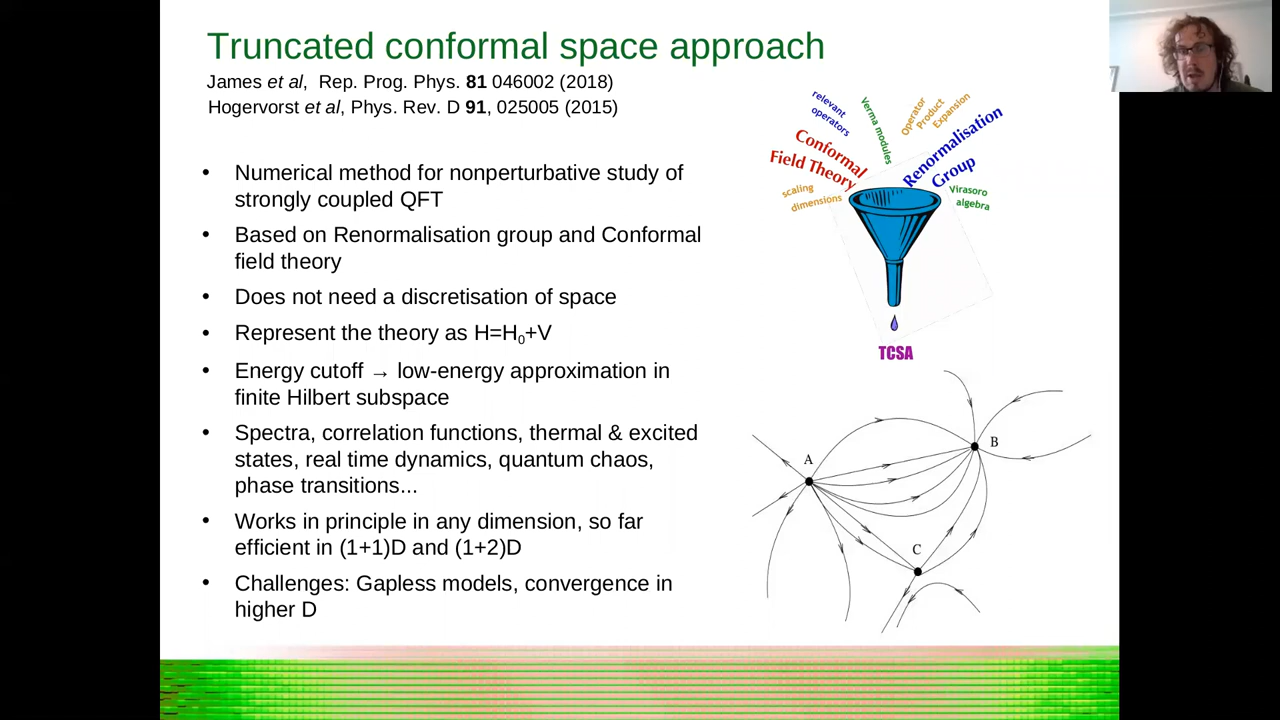 Truncated conformal space approach
James et al, Rep. Prog. Phys. 81 046002 (2018)
Hogervorst et al, Phys. Rev. D 91, 025005 (2015)
• Numerical method for nonperturbative study of
strongly coupled QFT
• Based on Renormalisation group and Conformal
field theory
• Does not need a discretisation of space
• Represent the theory as H=H₀+V
• Energy cutoff → low-energy approximation in
finite Hilbert subspace
• Spectra, correlation functions, thermal & excited
states, real time dynamics, quantum chaos,
phase transitions...
• Works in principle in any dimension, so far
efficient in (1+1)D and (1+2)D
• Challenges: Gapless models, convergence in
higher D
relevant
operators
Verma modules
Operator
Product
Expansion
Conformal
Field Theory
Renormalisation
Group
scaling
dimensions
Virasoro
algebra
TCSA
A
B
C